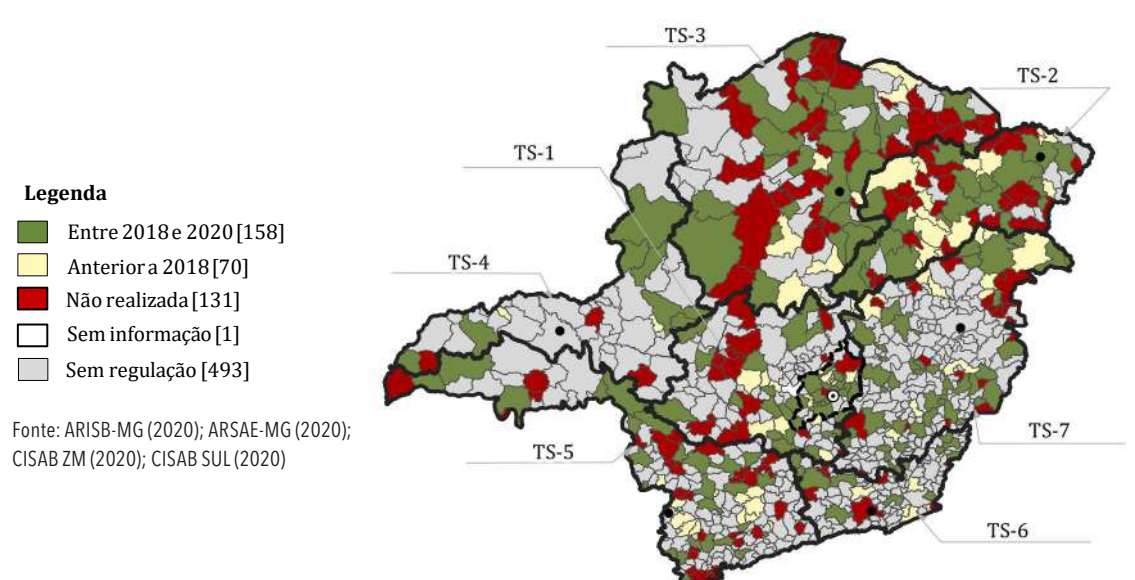 TS-3
TS-2
TS-1
Legenda
Entre 2018 e 2020 [158]
Anterior a 2018 [70]
TS-4
Não realizada [131]
Sem informação [1]
Sem regulação [493]
Fonte: ARISB-MG (2020); ARSAE-MG (2020);
CISAB ZM (2020); CISAB SUL (2020)
TS-7
TS-5
TS-6